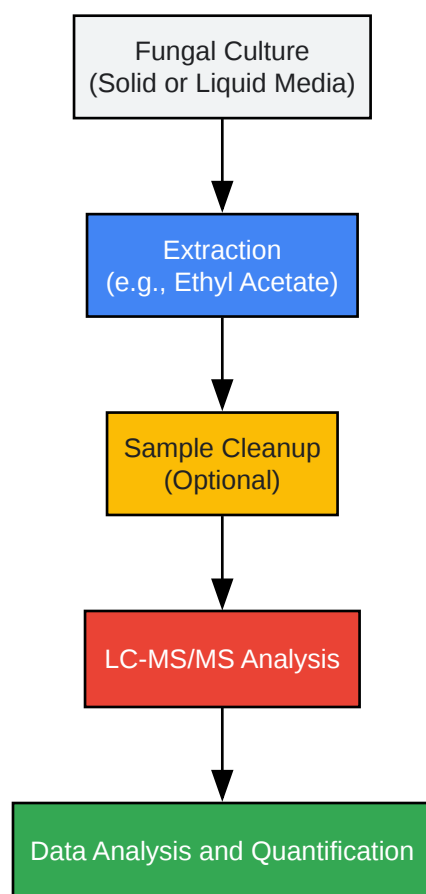 Fungal Culture
(Solid or Liquid Media)
Extraction
(e.g., Ethyl Acetate)
Sample Cleanup
(Optional)
LC-MS/MS Analysis
Data Analysis and Quantification